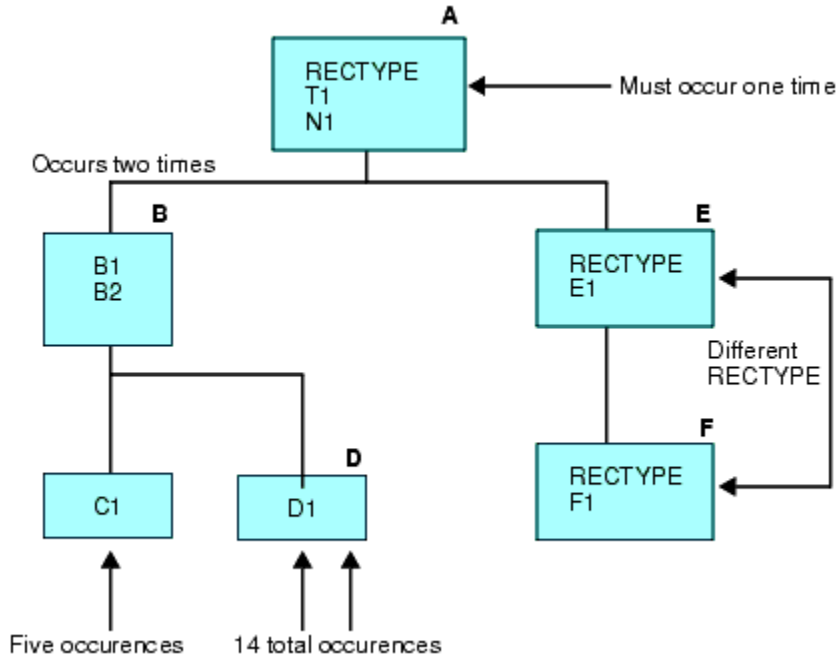 A
RECTYPE
T1
N1
Must occur one time
Occurs two times
B
B1
B2
E
RECTYPE
E1
Different
RECTYPE
F
RECTYPE
F1
C1
D
D1
Five occurences
14 total occurences